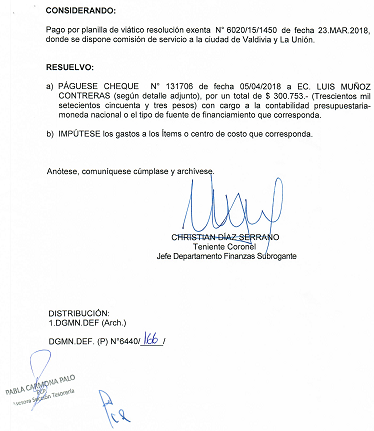 CONSIDERANDO:
Pago por planilla de viático resolución exenta N° 6020/15/1450 de fecha 23.MAR.2018,
donde se dispone comisión de servicio a la ciudad de Valdivia y La Unión.
RESUELVO:
a) PÁGUESE CHEQUE N° 131706 de fecha 05/04/2018 a EC. LUIS MUÑOZ
CONTRERAS (según detalle adjunto), por un total de $ 300.753.- (Trescientos mil
setecientos cincuenta y tres pesos) con cargo a la contabilidad presupuestaria-
moneda nacional o el tipo de fuente de financiamiento que corresponda.
b) IMPÚTESE los gastos a los Ítems o centro de costo que corresponda.
Anótese, comuníquese cúmplase y archívese.
CHRISTIAN DÍAZ SERRANO
Teniente Coronel
Jefe Departamento Finanzas Subrogante
DISTRIBUCIÓN:
1.DGMN.DEF (Arch.)
DGMN.DEF. (P) N°6440/ 166 /
PABLA CARMONA PALO
Sección Tesorería